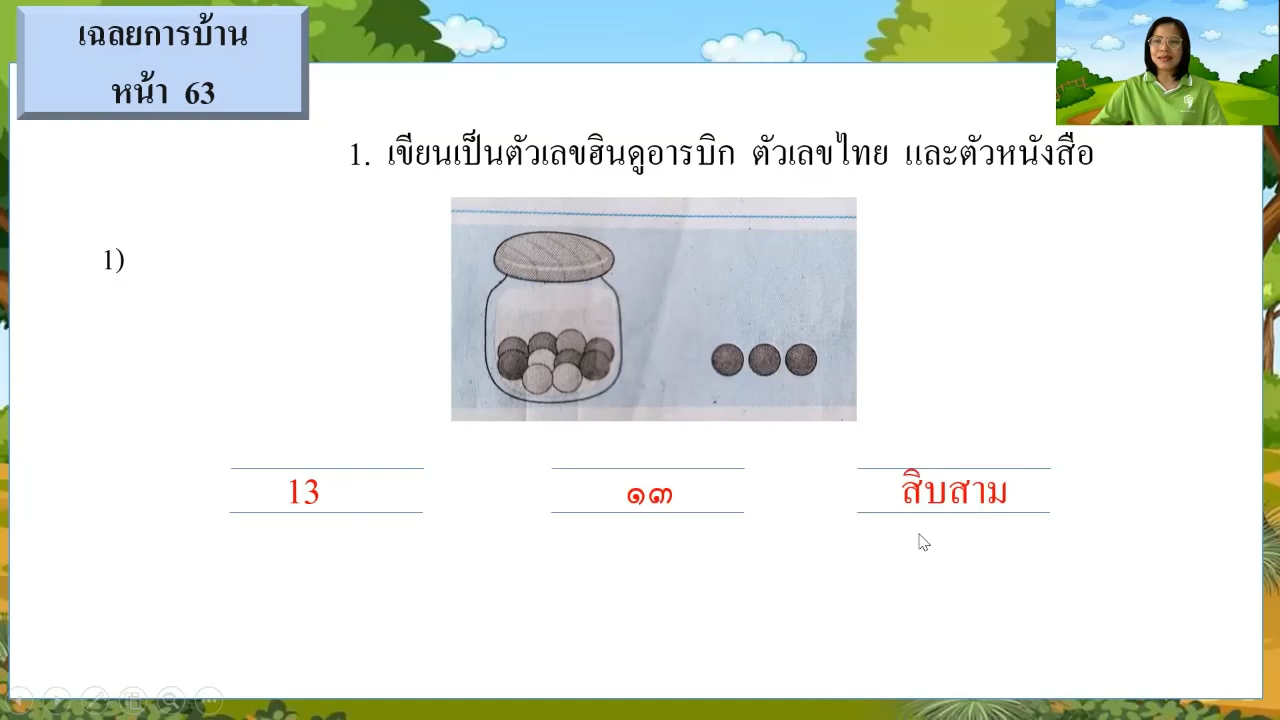 เฉลยการบ้าน
หน้า 63
1. เขียนเป็นตัวเลขฮินดูอารบิก ตัวเลขไทย และตัวหนังสือ
1)
13 ๑๓ สิบสาม